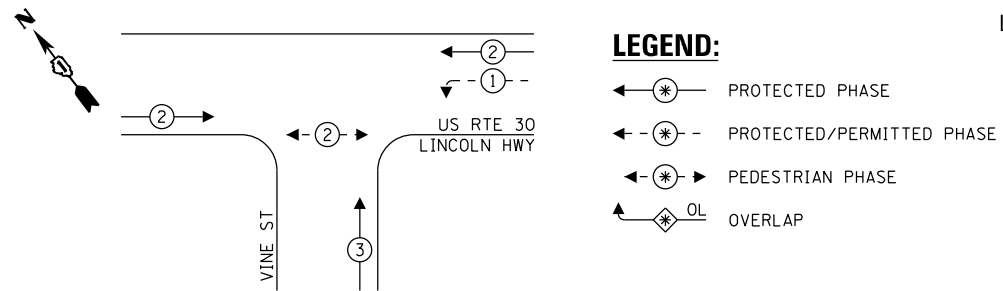 N
2
1
2
2
US RTE 30
LINCOLN HWY
VINE ST
3
LEGEND:
* PROTECTED PHASE
* PROTECTED/PERMITTED PHASE
* PEDESTRIAN PHASE
* OL OVERLAP